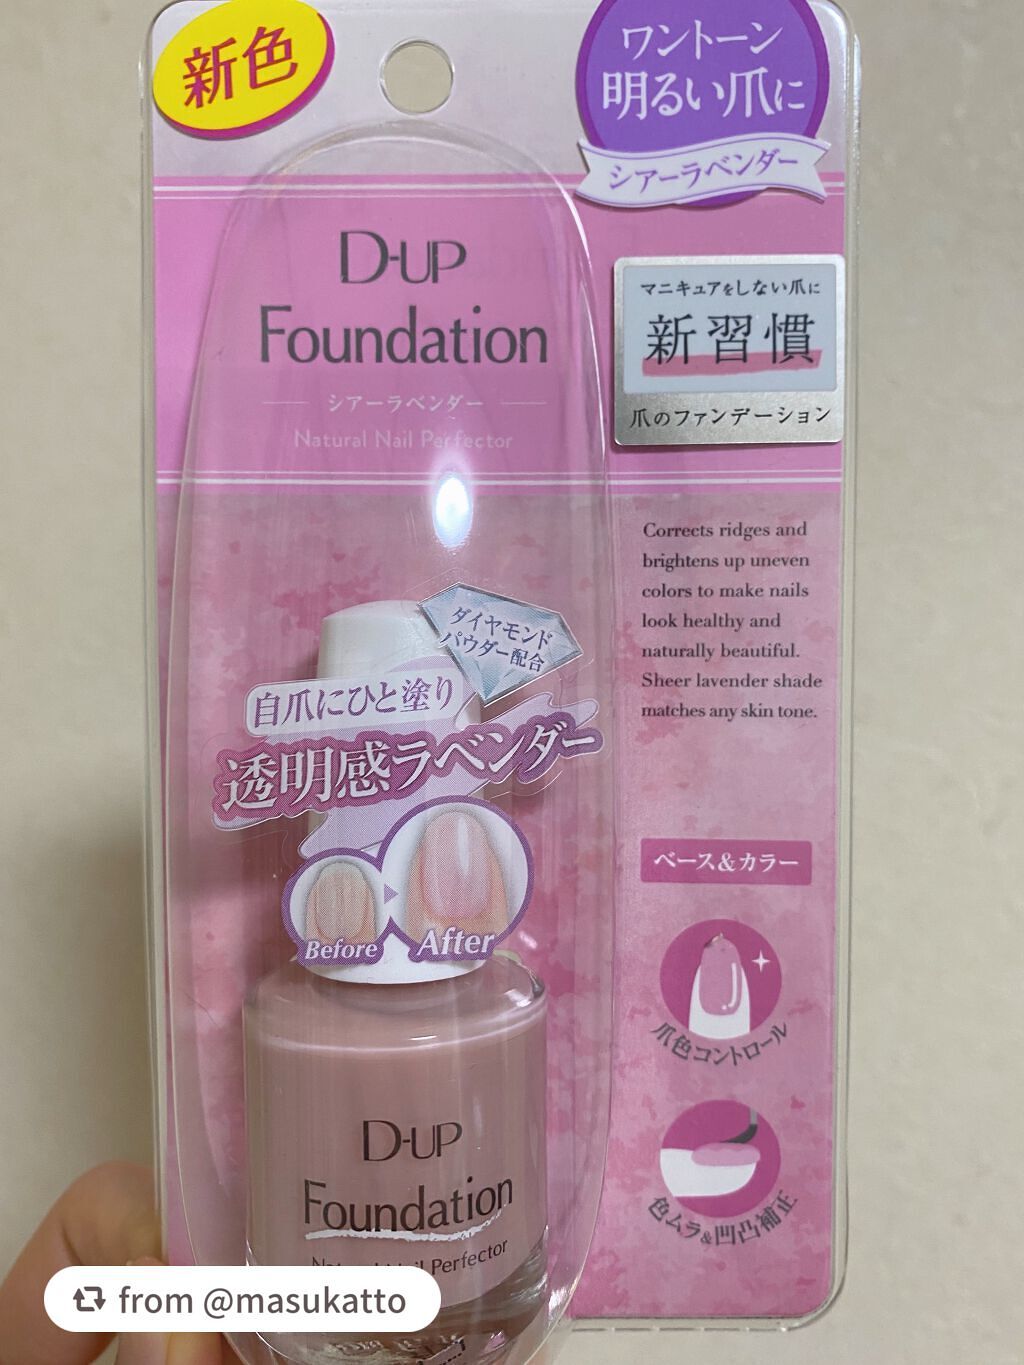 新色
ワントーン
明るい爪に
シアーラベンダー
D-UP
Foundation
シアーラベンダー
Natural Nail Perfector
マニキュアをしない爪に
新習慣
爪のファンデーション
Corrects ridges and
brightens up uneven
colors to make nails
look healthy and
naturally beautiful.
Sheer lavender shade
matches any skin tone.
ダイヤモンド
パウダー配合
自爪にひと塗り
透明感ラベンダー
Before
After
ベース&カラー
爪色コントロール
色ムラ&凹凸補正
D-UP
Foundation
Natural Nail Perfector
from @masukatto